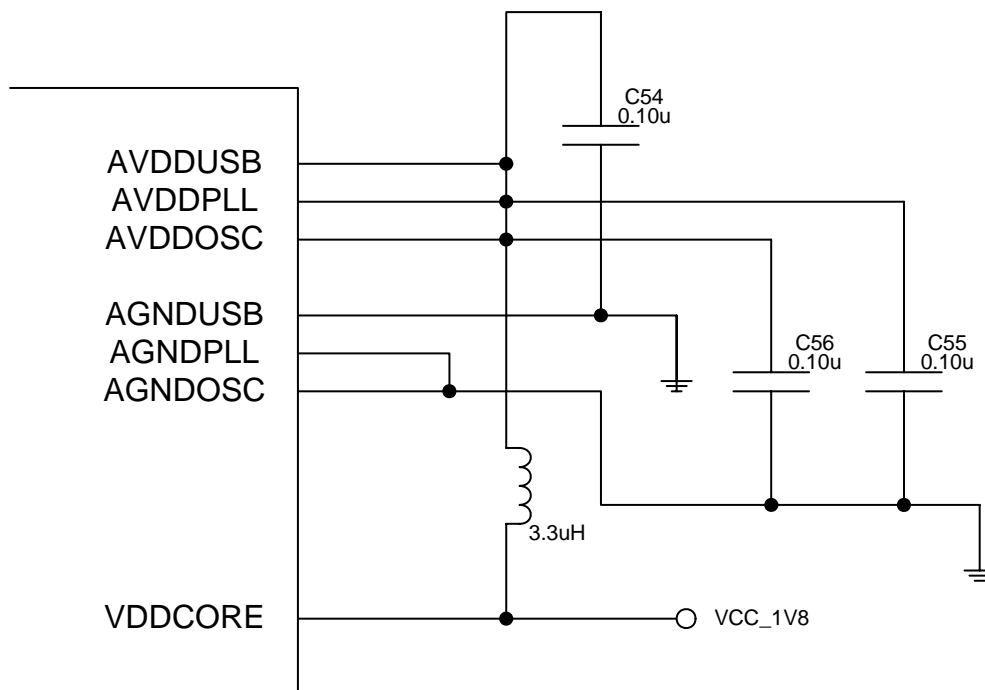 C54
0.10u
AVDDUSB
AVDDPLL
AVDDOSC
AGNDUSB
AGNDPLL
AGNDOSC
C56
0.10u
C55
0.10u
3.3uH
VDDCORE
VCC_1V8